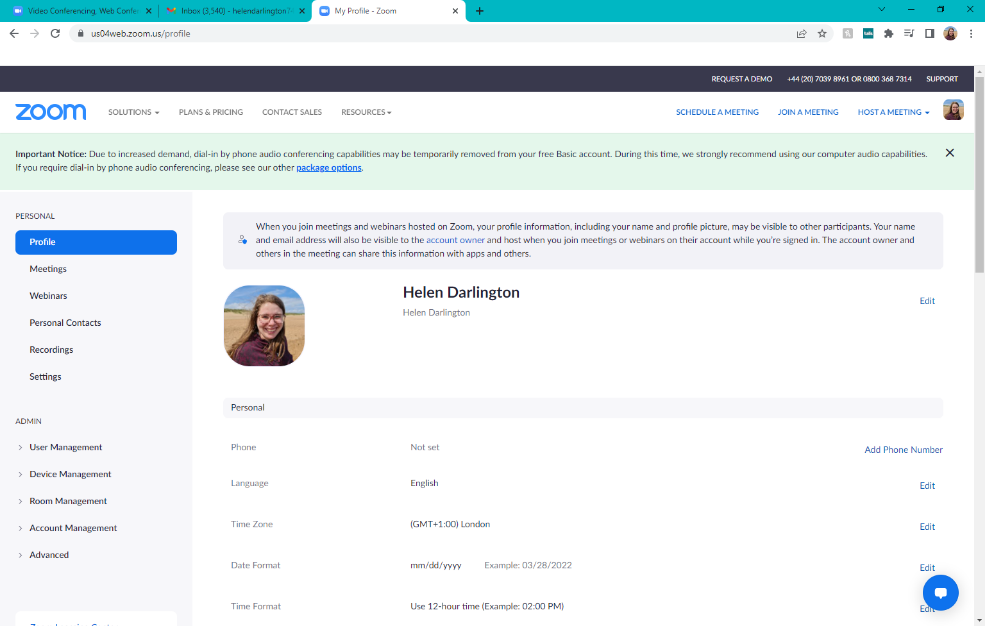 Video Conferencing, Web Confer
Inbox (3,540) - helendarlington7
My Profile - Zoom
us04web.zoom.us/profile
REQUEST A DEMO
+44 (20) 7039 8961 OR 0800 368 7314
SUPPORT
zoom
SOLUTIONS
PLANS & PRICING
CONTACT SALES
RESOURCES
SCHEDULE A MEETING
JOIN A MEETING
HOST A MEETING
Important Notice: Due to increased demand, dial-in by phone audio conferencing capabilities may be temporarily removed from your free Basic account. During this time, we strongly recommend using our computer audio capabilities.
If you require dial-in by phone audio conferencing, please see our other package options.
PERSONAL
Profile
Meetings
Webinars
Personal Contacts
Recordings
Settings
ADMIN
User Management
Device Management
Room Management
Account Management
Advanced
When you join meetings and webinars hosted on Zoom, your profile information, including your name and profile picture, may be visible to other participants. Your name
and email address will also be visible to the account owner and host when you join meetings or webinars on their account while you're signed in. The account owner and
others in the meeting can share this information with apps and others.
Helen Darlington
Edit
Helen Darlington
Personal
Phone
Not set
Add Phone Number
Language
English
Edit
Time Zone
(GMT+1:00) London
Edit
Date Format
mm/dd/yyyy
Example: 03/28/2022
Edit
Time Format
Use 12-hour time (Example: 02:00 PM)
Edit